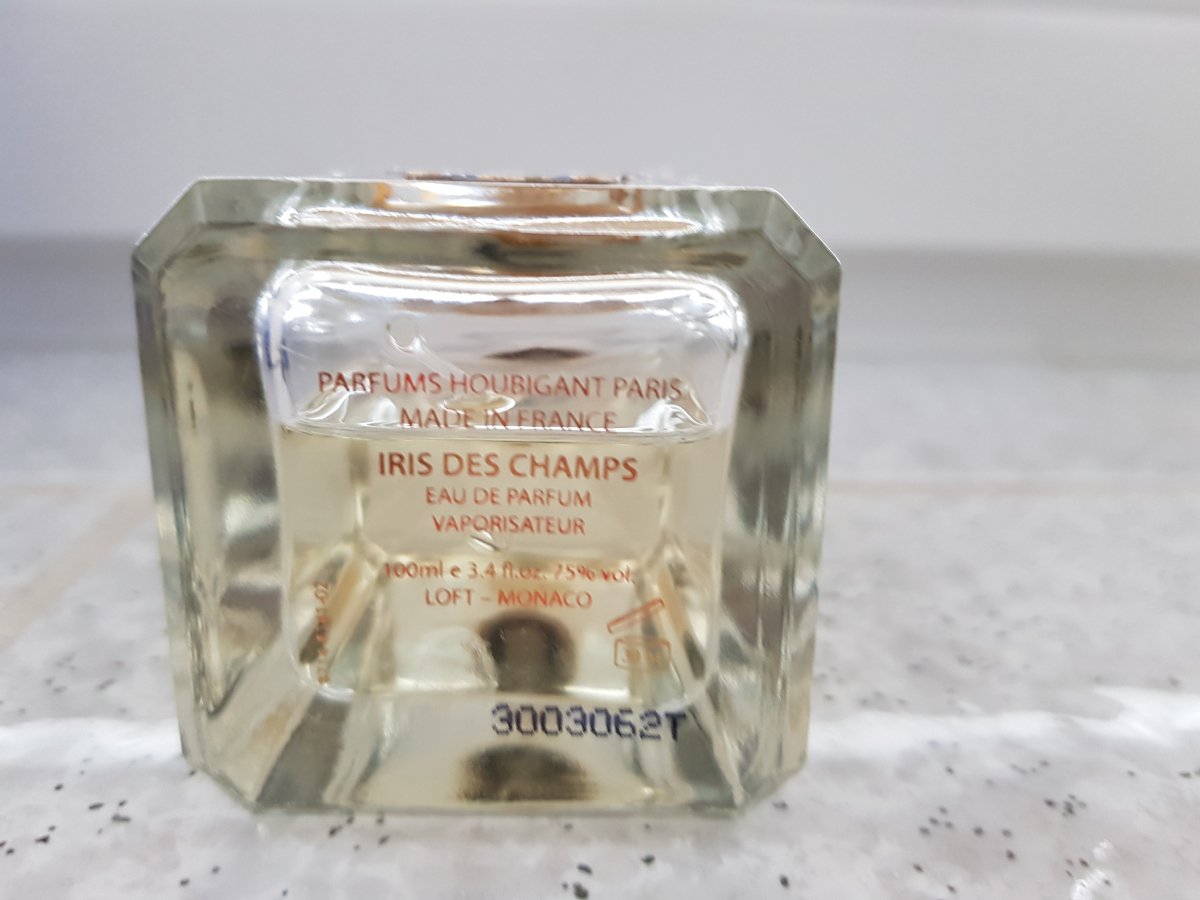 PARFUMS HOUBIGANT PARIS
MADE IN FRANCE
IRIS DES CHAMPS
EAU DE PARFUM
VAPORISATEUR
100ml e 3.4 fl.oz. 75% vol.
LOFT – MONACO
3003062T